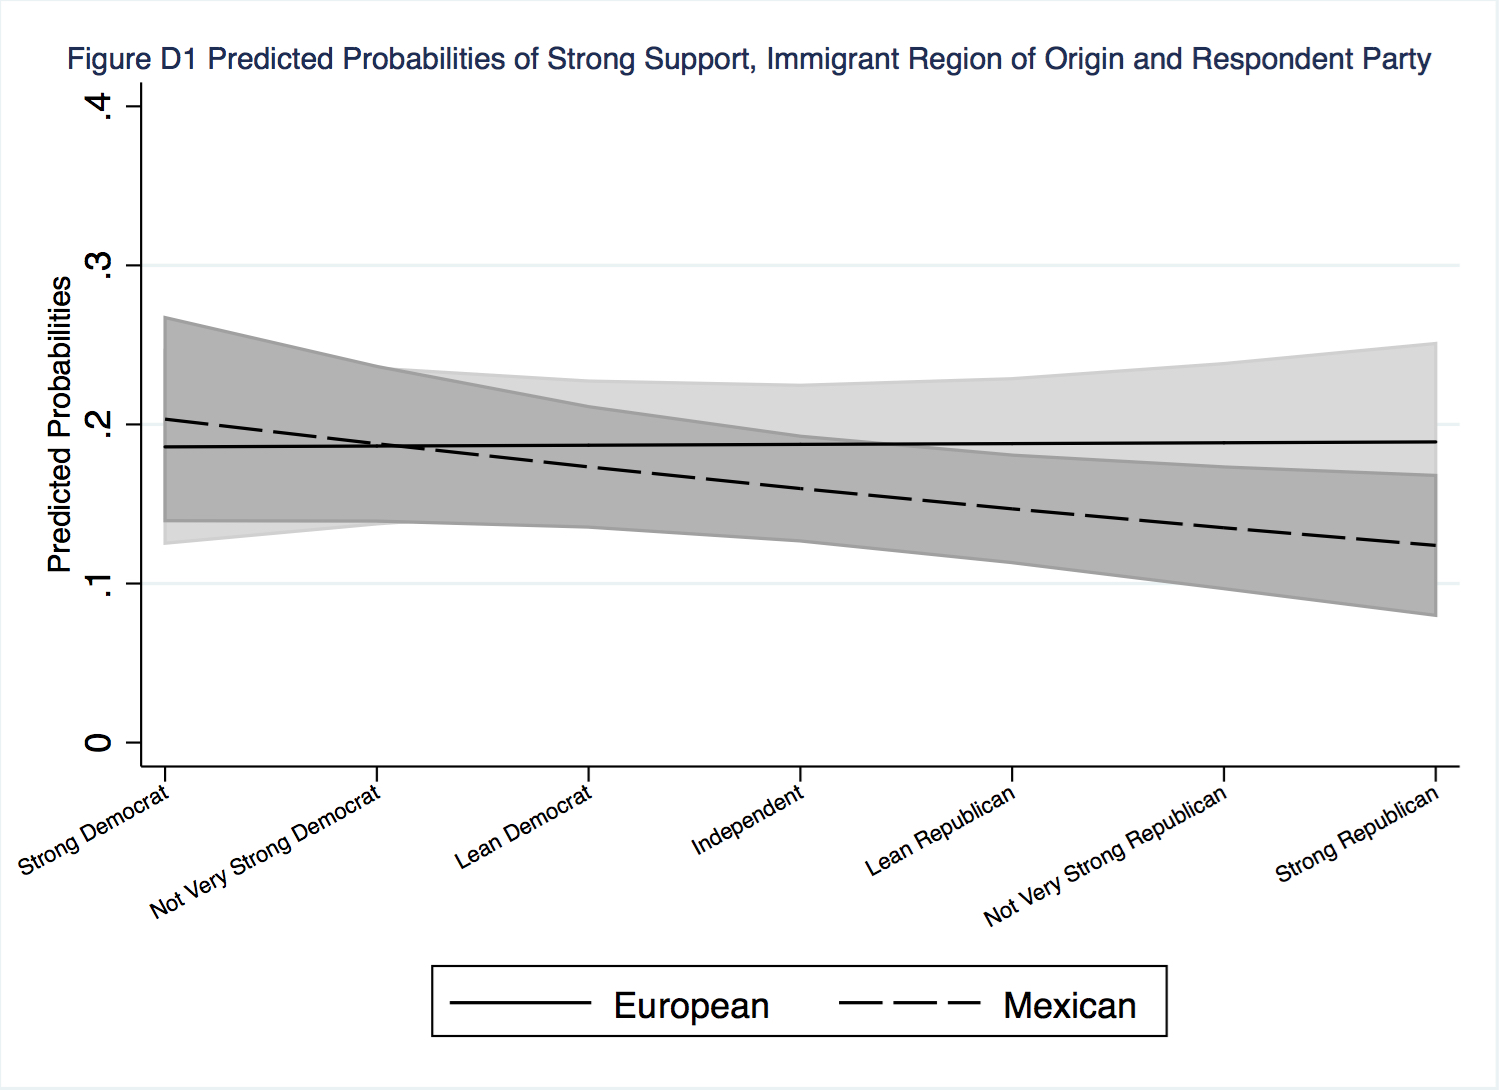 Figure D1 Predicted Probabilities of Strong Support, Immigrant Region of Origin and Respondent Party
Predicted Probabilities
.4
.3
.2
.1
0
Strong Democrat
Not Very Strong Democrat
Lean Democrat
Independent
Lean Republican
Not Very Strong Republican
Strong Republican
European
Mexican